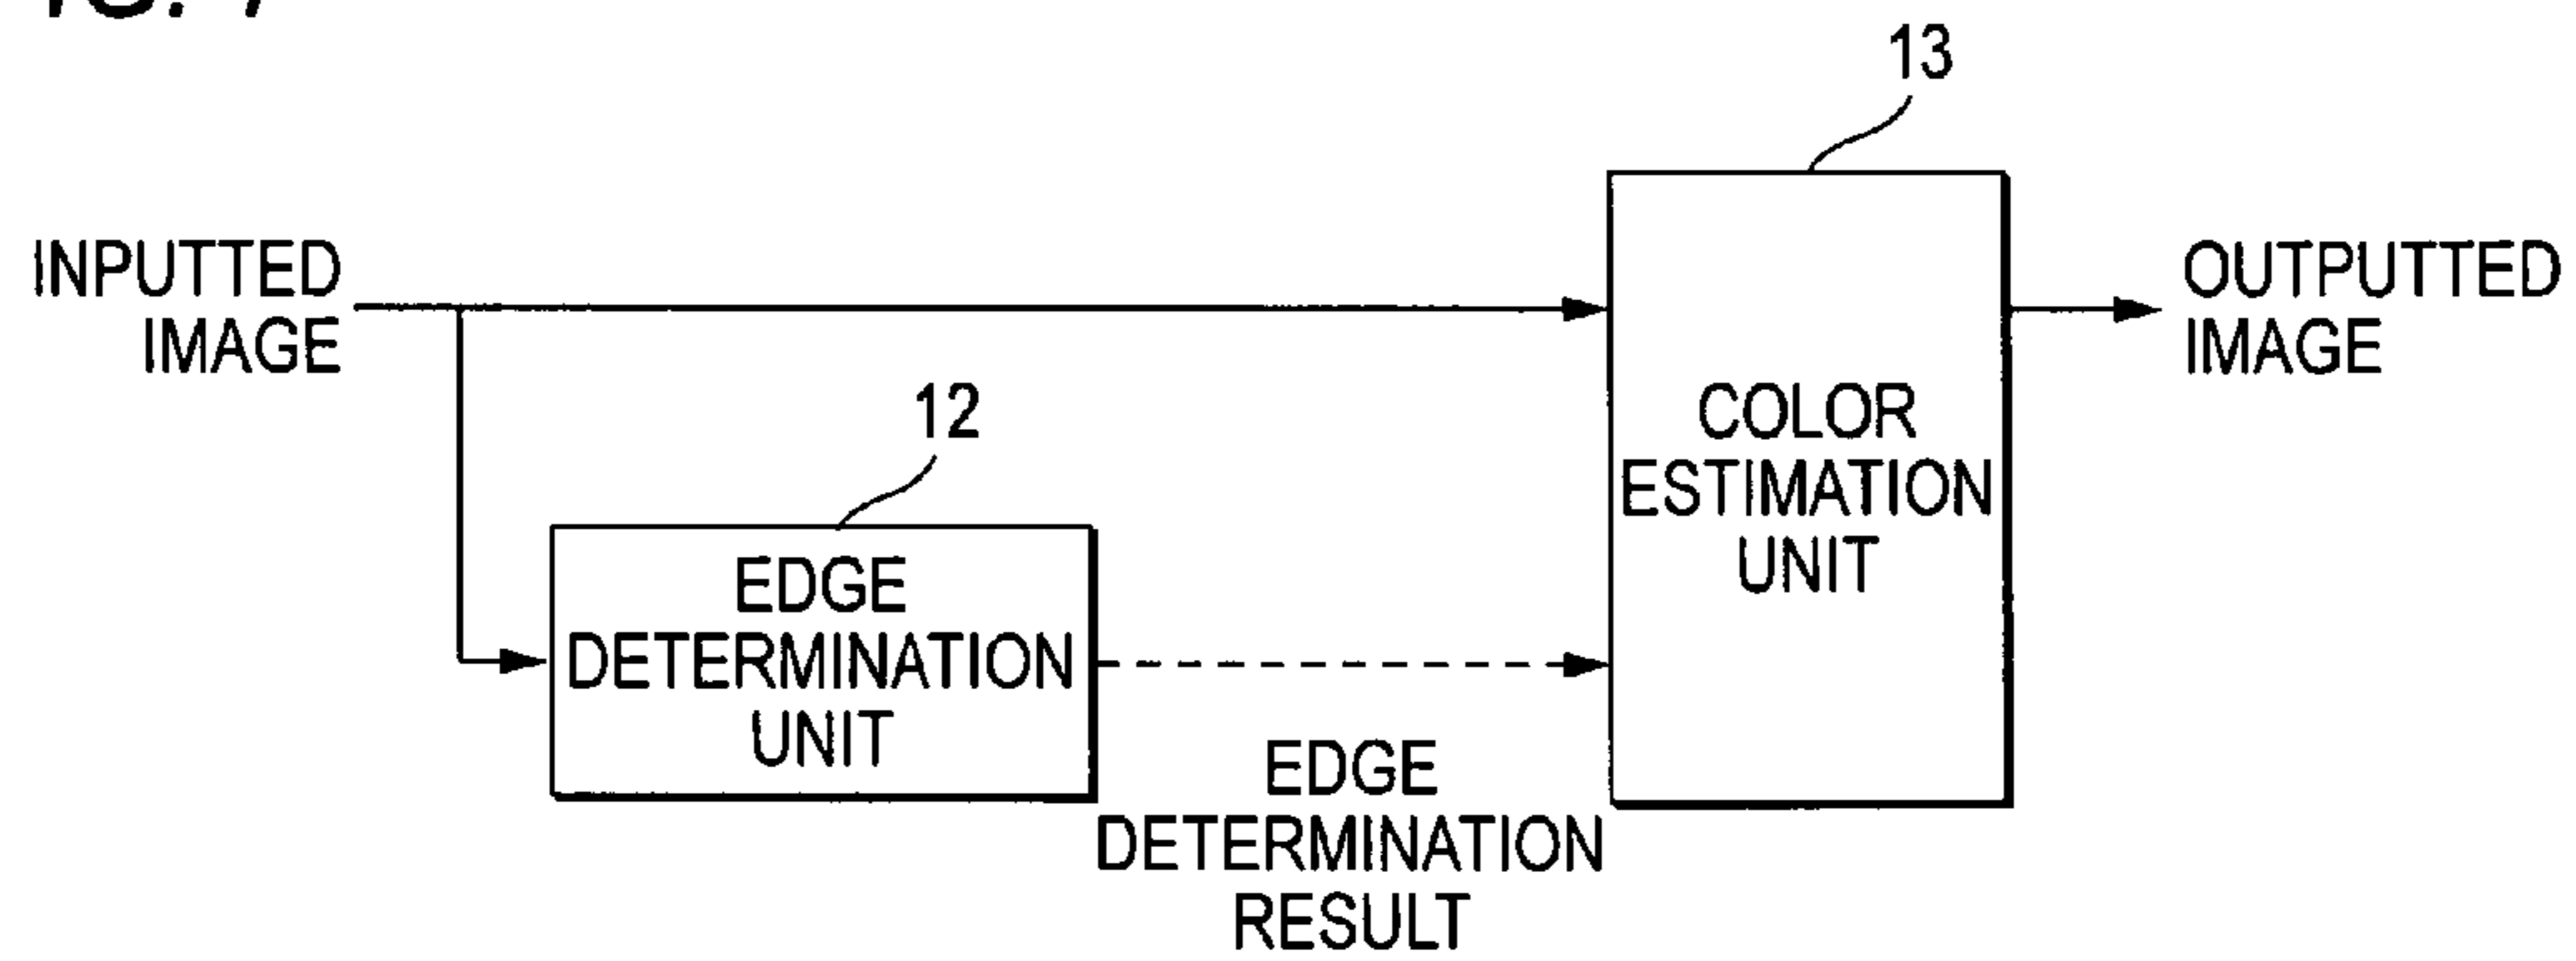 13
INPUTTED
IMAGE
OUTPUTTED
IMAGE
12
COLOR
ESTIMATION
UNIT
EDGE
DETERMINATION
UNIT
EDGE
DETERMINATION
RESULT